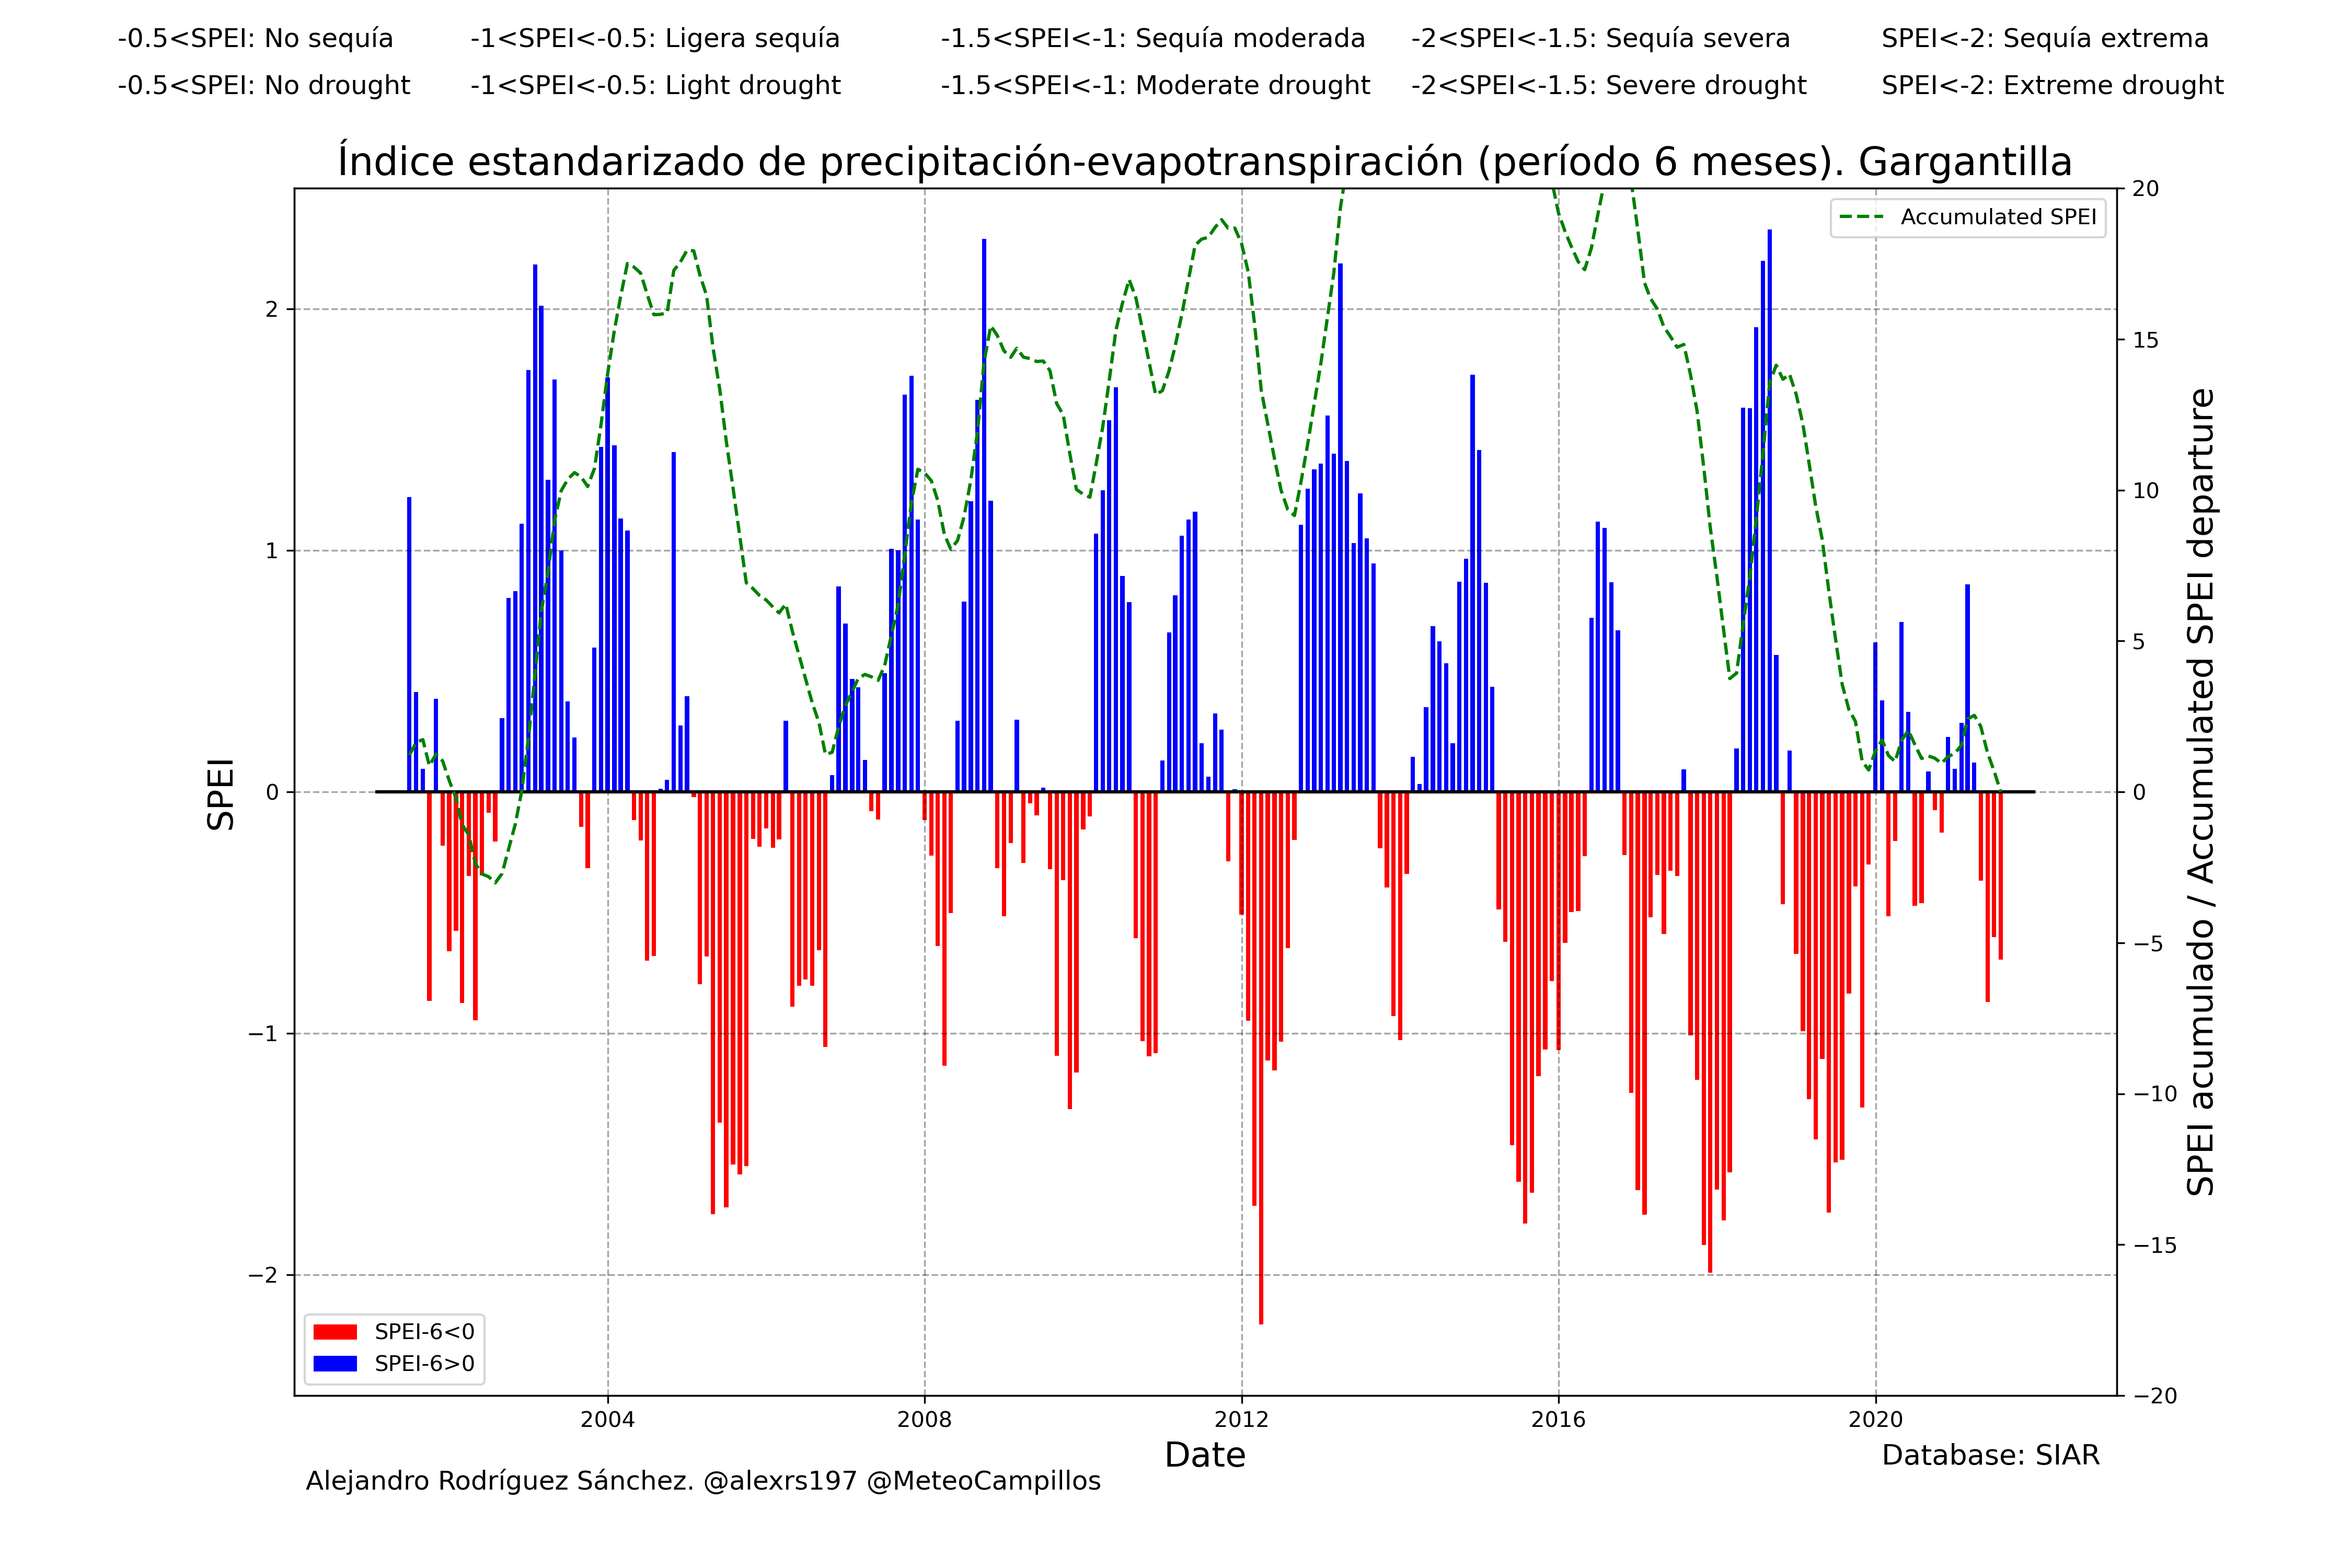 -0.5<SPEI: No sequía -1<SPEI<-0.5: Ligera sequía -1.5<SPEI<-1: Sequía moderada -2<SPEI<-1.5: Sequía severa SPEI<-2: Sequía extrema
-0.5<SPEI: No drought -1<SPEI<-0.5: Light drought -1.5<SPEI<-1: Moderate drought -2<SPEI<-1.5: Severe drought SPEI<-2: Extreme drought
Índice estandarizado de precipitación-evapotranspiración (período 6 meses). Gargantilla
Accumulated SPEI
SPEI
2
1
0
−1
−2
20
15
10
5
0
−5
−10
−15
−20
SPEI acumulado / Accumulated SPEI departure
SPEI-6<0
SPEI-6>0
2004 2008 2012 2016 2020
Date
Database: SIAR
Alejandro Rodríguez Sánchez. @alexrs197 @MeteoCampillos